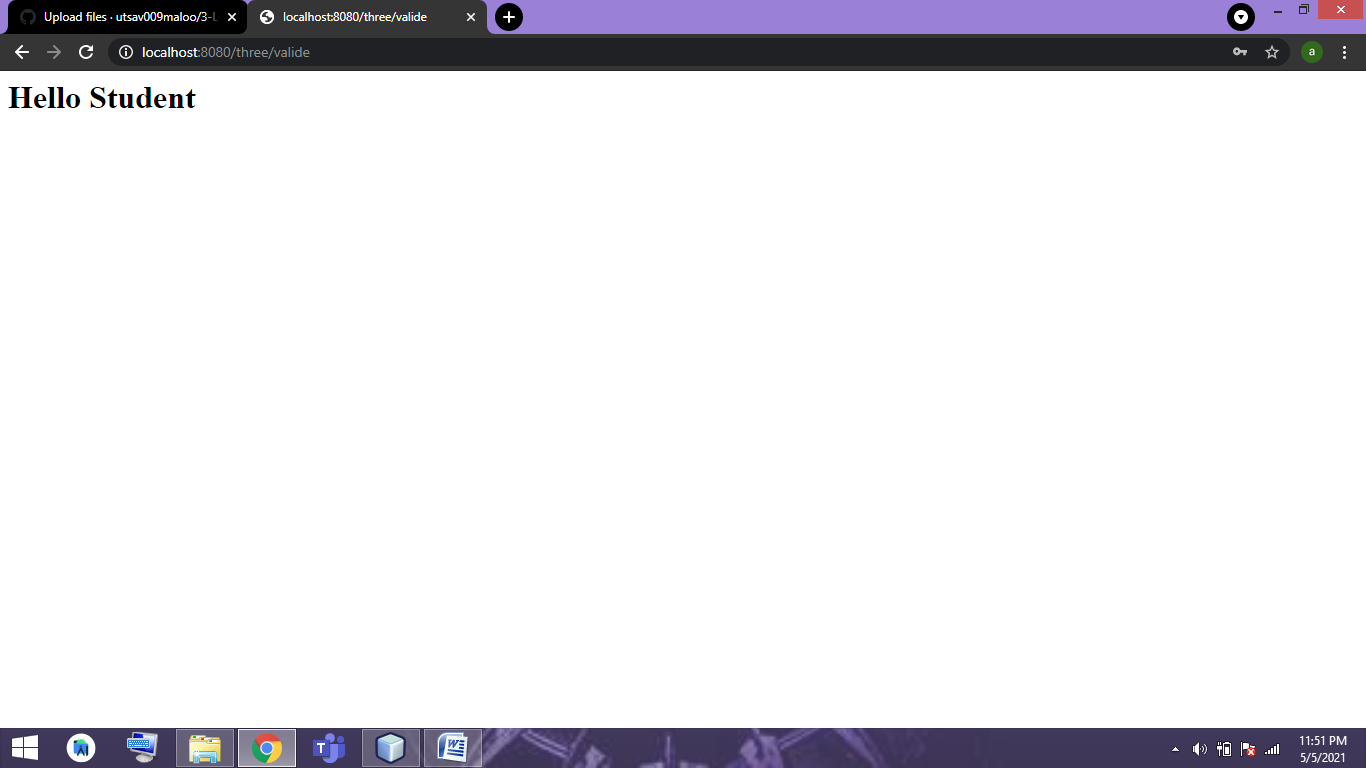 Upload files · utsav009maloo/3-L
localhost:8080/three/valide
localhost:8080/three/valide
a
Hello Student
11:51 PM
5/5/2021